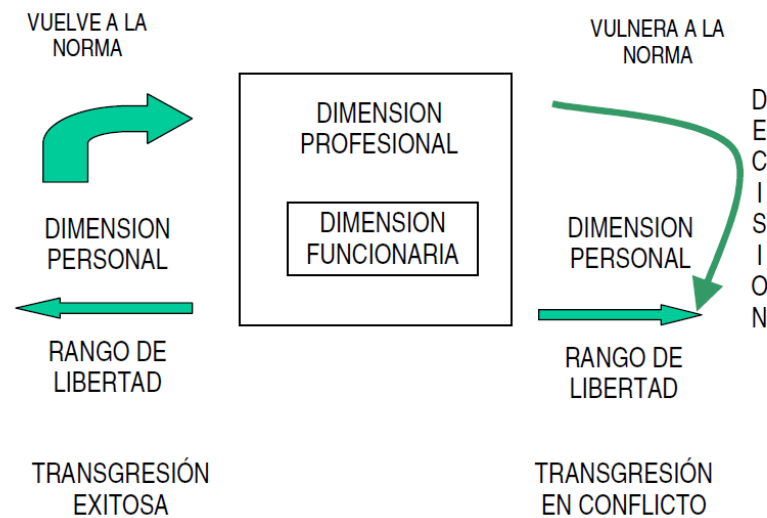 VUELVE A LA
NORMA
VULNERA A LA
NORMA
DIMENSION
PROFESIONAL
DIMENSION
FUNCIONARIA
DIMENSION
PERSONAL
DIMENSION
PERSONAL
DECISION
RANGO DE
LIBERTAD
RANGO DE
LIBERTAD
TRANSGRESIÓN
EXITOSA
TRANSGRESIÓN
EN CONFLICTO